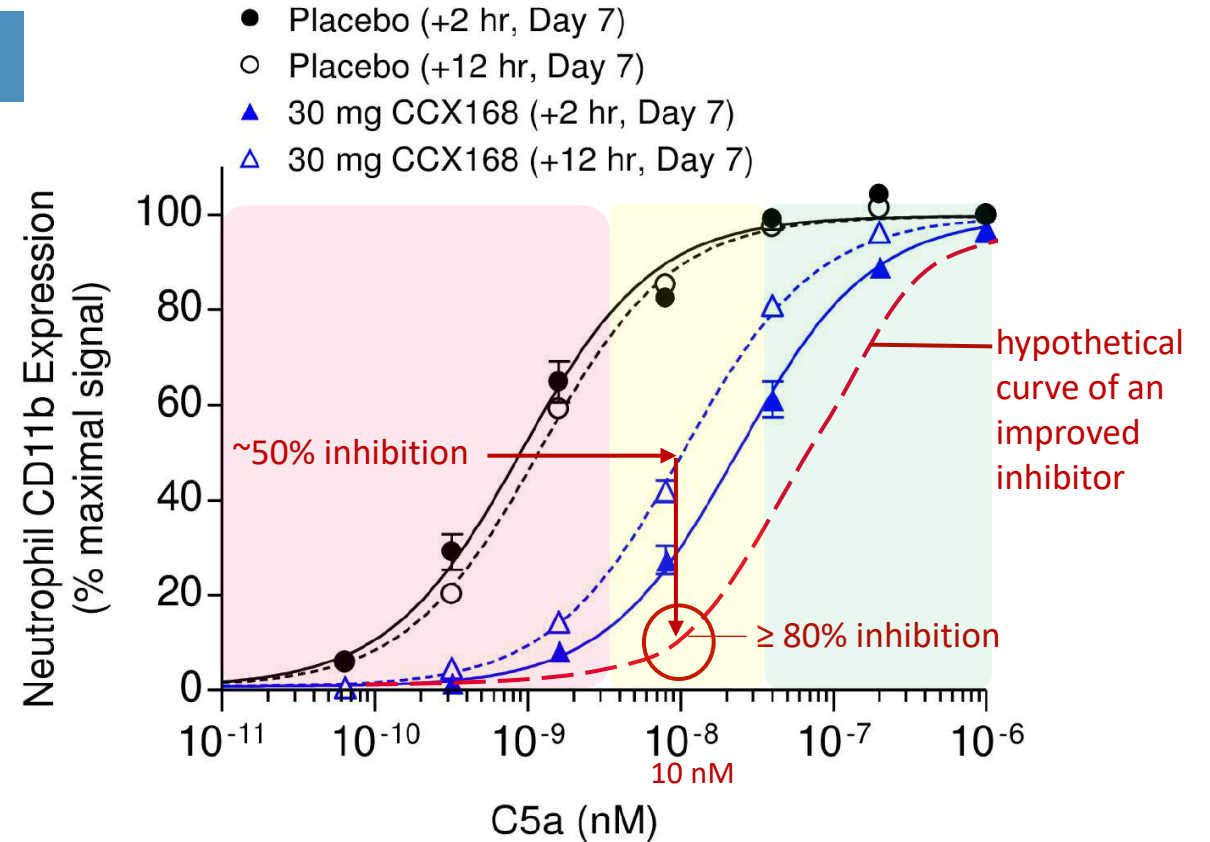 Placebo (+2 hr, Day 7)
Placebo (+12 hr, Day 7)
30 mg CCX168 (+2 hr, Day 7)
30 mg CCX168 (+12 hr, Day 7)
Neutrophil CD11b Expression
(% maximal signal)
100
80
60
40
20
0
~50% inhibition
hypothetical
curve of an
improved
inhibitor
≥ 80% inhibition
10⁻¹¹ 10⁻¹⁰ 10⁻⁹ 10⁻⁸ 10⁻⁷ 10⁻⁶
10 nM
C5a (nM)